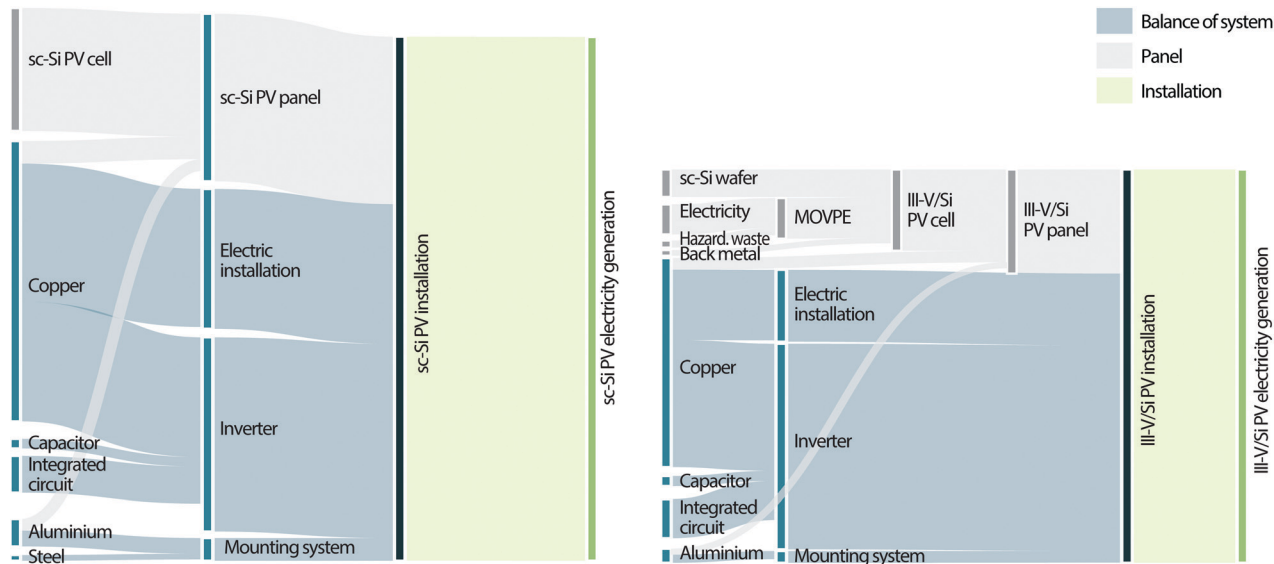 sc-Si PV cell
sc-Si PV panel
Copper
Electric
installation
Inverter
Capacitor
Integrated
circuit
Aluminium
Steel
Mounting system
sc-Si PV installation
sc-Si PV electricity generation
Balance of system
Panel
Installation
sc-Si wafer
Electricity
MOVPE
Hazard. waste
Back metal
III-V/Si
PV cell
III-V/Si
PV panel
Electric
installation
Copper
Inverter
Capacitor
Integrated
circuit
Aluminium
Mounting system
III-V/Si PV installation
III-V/Si PV electricity generation